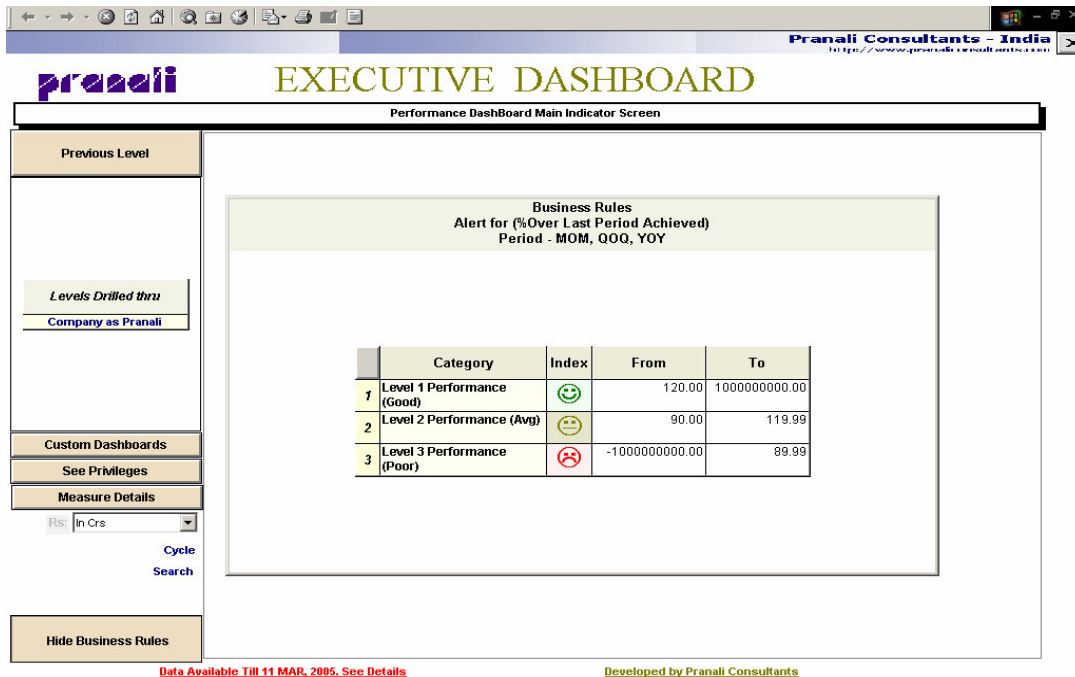 Pranali Consultants - India
http://www.pranaliconsultants.com
pranali
EXECUTIVE DASHBOARD
Performance DashBoard Main Indicator Screen
Previous Level
Levels Drilled thru
Company as Pranali
Custom Dashboards
See Privileges
Measure Details
Rs: In Crs
Cycle
Search
Hide Business Rules
Business Rules
Alert for (%Over Last Period Achieved)
Period - MOM, QOQ, YOY
Category Index From To
1 Level 1 Performance (Good) 120.00 1000000000.00
2 Level 2 Performance (Avg) 90.00 119.99
3 Level 3 Performance (Poor) -1000000000.00 89.99
Data Available Till 11 MAR, 2005. See Details
Developed by Pranali Consultants